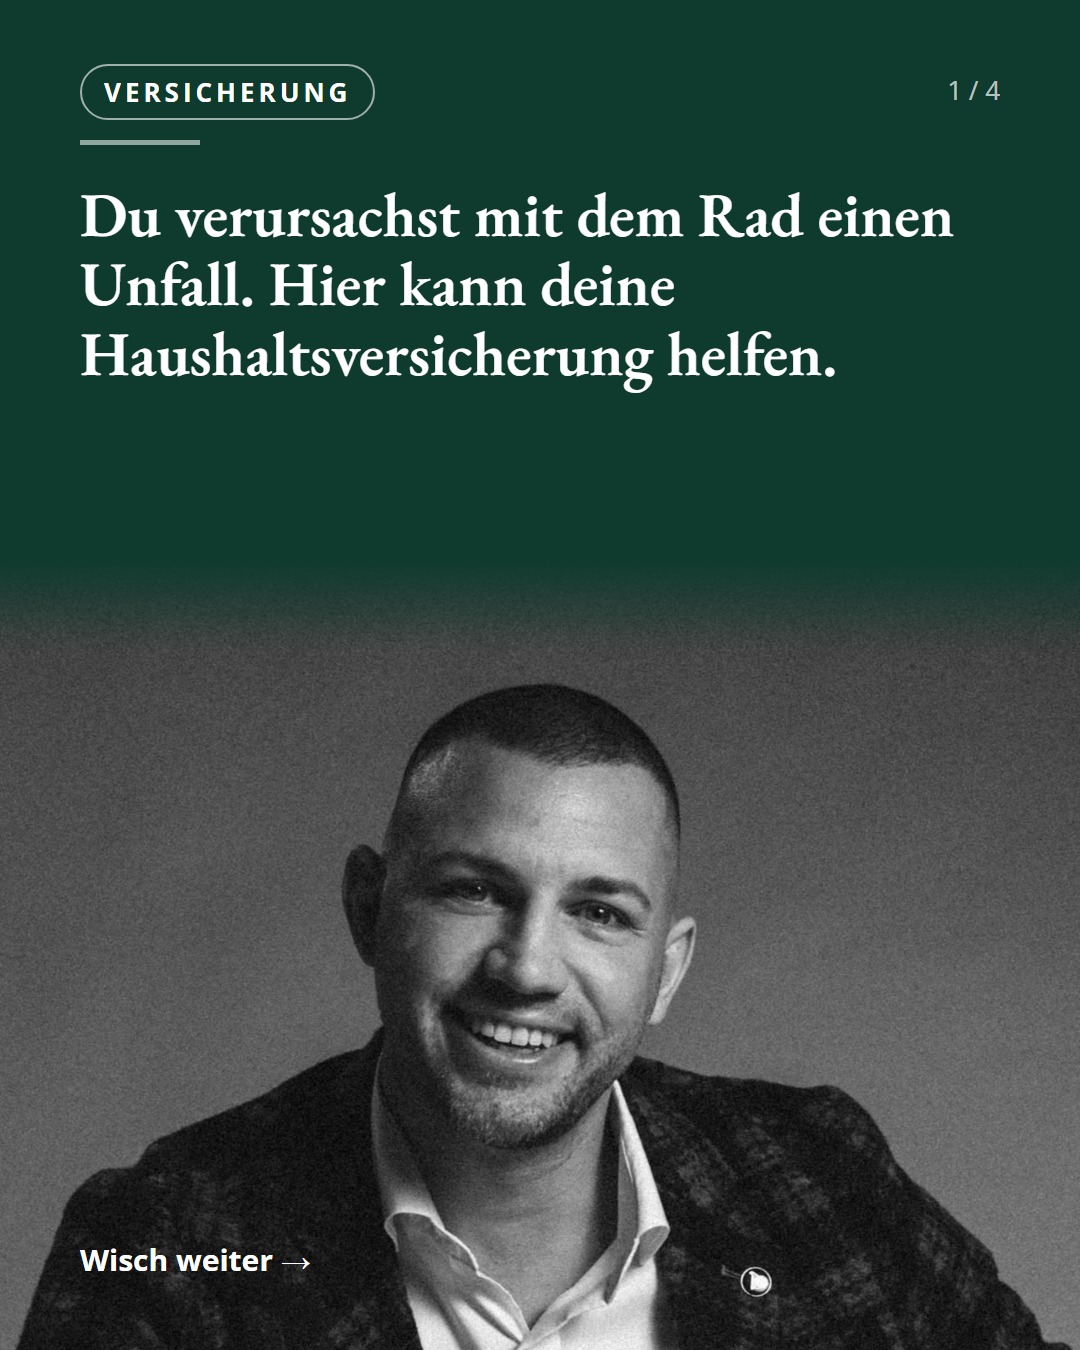 VERSICHERUNG
1 / 4
Du verursachst mit dem Rad einen
Unfall. Hier kann deine
Haushaltsversicherung helfen.
Wisch weiter →